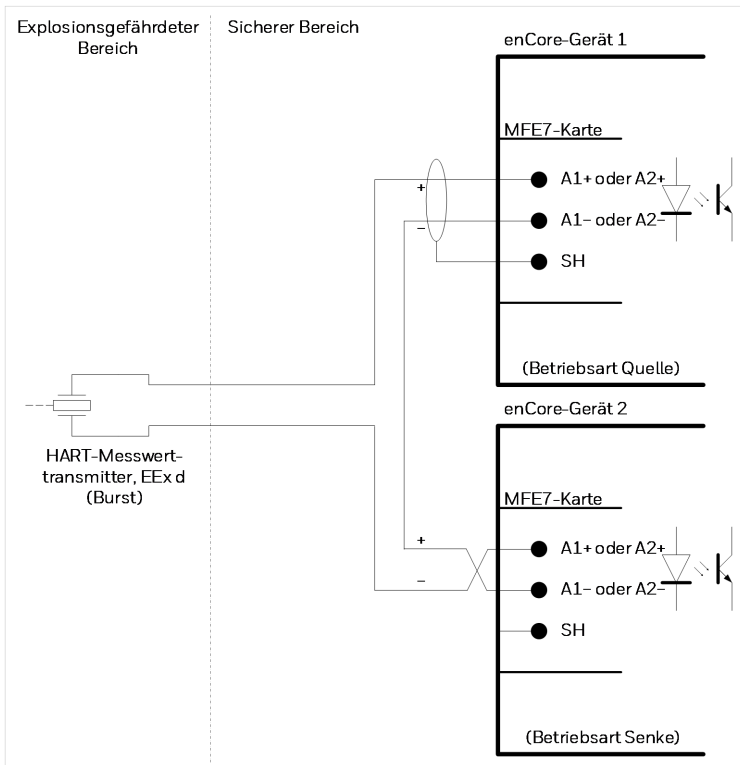 Explosionsgefährdeter
Bereich
Sicherer Bereich
enCore-Gerät 1
MFE7-Karte
+
A1+ oder A2+
–
A1– oder A2–
SH
(Betriebsart Quelle)
enCore-Gerät 2
HART-Messwert-
transmitter, EEx d
(Burst)
MFE7-Karte
+
A1+ oder A2+
–
A1– oder A2–
SH
(Betriebsart Senke)